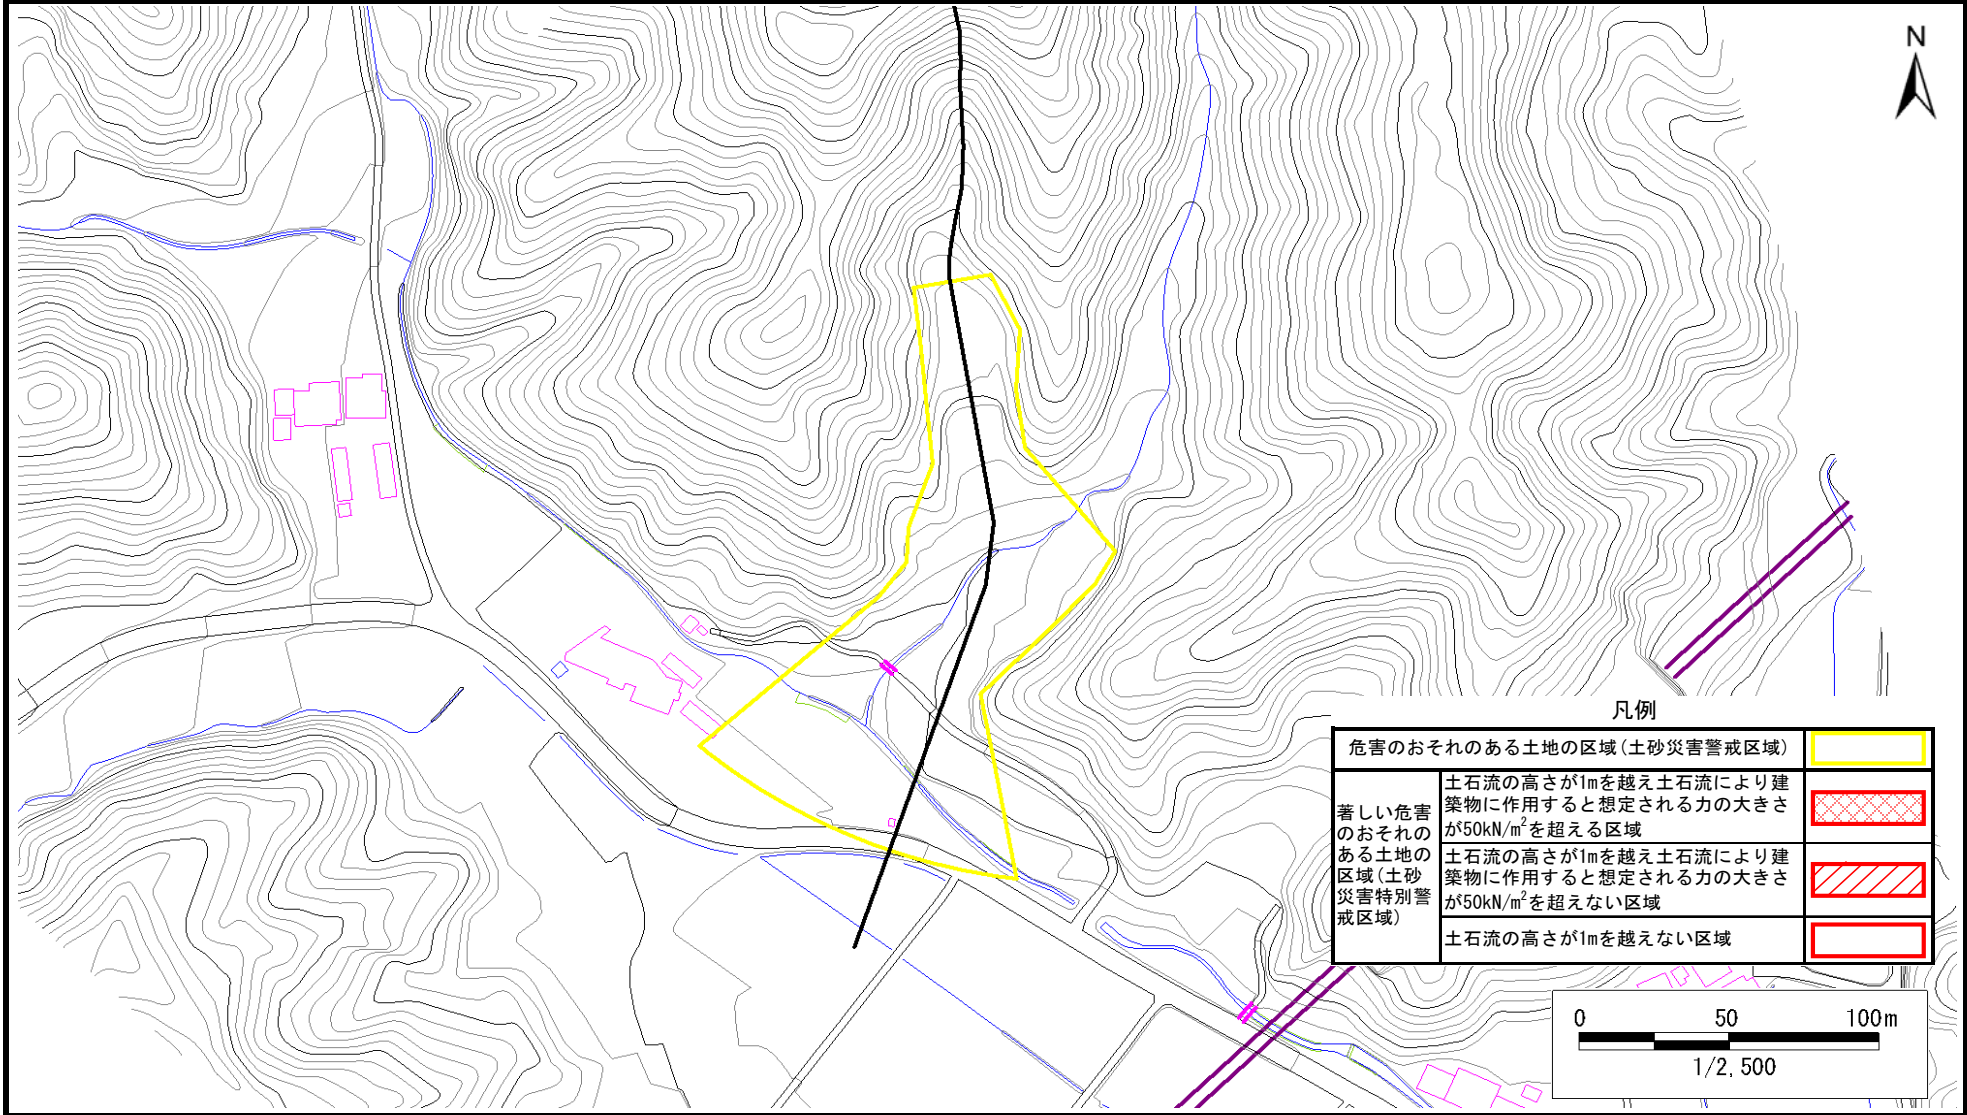 N
凡例
危害のおそれのある土地の区域(土砂災害警戒区域)
著しい危害
のおそれの
ある土地の
区域(土砂
災害特別警
戒区域)
土石流の高さが1mを越え土石流により建
築物に作用すると想定される力の大きさ
が50kN/m²を超える区域
土石流の高さが1mを越え土石流により建
築物に作用すると想定される力の大きさ
が50kN/m²を超えない区域
土石流の高さが1mを越えない区域
0 50 100m
1/2,500